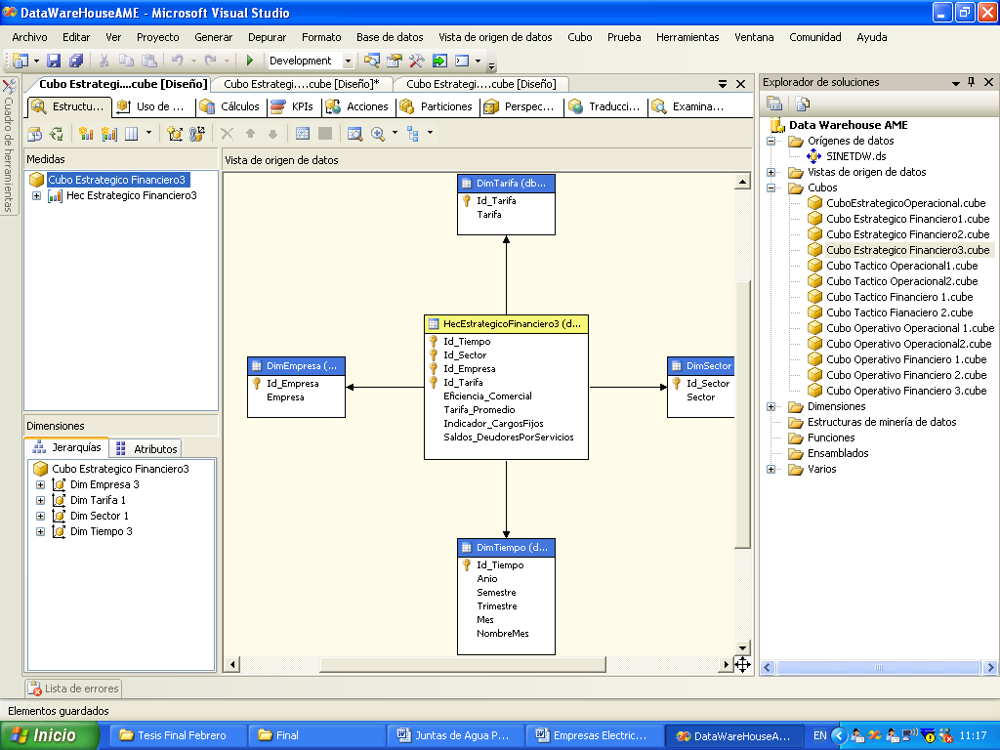 DataWareHouseAME - Microsoft Visual Studio
Archivo Editar Ver Proyecto Generar Depurar Formato Base de datos Vista de origen de datos Cubo Prueba Herramientas Ventana Comunidad Ayuda
Development
Cuadro de herramientas
Cubo Estrategi....cube [Diseño] Cubo Estrategi....cube [Diseño]* Cubo Estrategi....cube [Diseño]
Estructu... Uso de ... Cálculos KPIs Acciones Particiones Perspec... Traducci... Examina...
Medidas
Cubo Estrategico Financiero3
Hec Estrategico Financiero3
Dimensiones
Jerarquías Atributos
Cubo Estrategico Financiero3
Dim Empresa 3
Dim Tarifa 1
Dim Sector 1
Dim Tiempo 3
Vista de origen de datos
DimTarifa (db...
Id_Tarifa
Tarifa
HecEstrategicoFinanciero3 (d...
Id_Tiempo
Id_Sector
Id_Empresa
Id_Tarifa
Eficiencia_Comercial
Tarifa_Promedio
Indicador_CargosFijos
Saldos_DeudoresPorServicios
DimEmpresa (...
Id_Empresa
Empresa
DimSector
Id_Sector
Sector
DimTiempo (d...
Id_Tiempo
Anio
Semestre
Trimestre
Mes
NombreMes
Explorador de soluciones
Data Warehouse AME
Orígenes de datos
SINETDW.ds
Vistas de origen de datos
Cubos
CuboEstrategicoOperacional.cube
Cubo Estrategico Financiero1.cube
Cubo Estrategico Financiero2.cube
Cubo Estrategico Financiero3.cube
Cubo Tactico Operacional1.cube
Cubo Tactico Operacional2.cube
Cubo Tactico Financiero 1.cube
Cubo Tactico Fianaciero 2.cube
Cubo Operativo Operacional 1.cube
Cubo Operativo Operacional2.cube
Cubo Operativo Financiero 1.cube
Cubo Operativo Financiero 2.cube
Cubo Operativo Financiero 3.cube
Dimensiones
Estructuras de minería de datos
Funciones
Ensamblados
Varios
Lista de errores
Elementos guardados
Inicio Tesis Final Febrero Final Juntas de Agua P... Empresas Electric... DataWareHouseA... EN 11:17